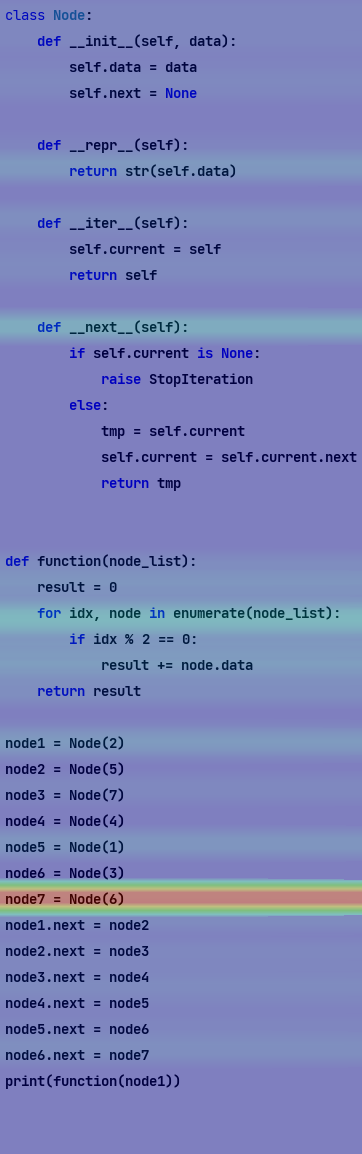 class Node:
    def __init__(self, data):
        self.data = data
        self.next = None

    def __repr__(self):
        return str(self.data)

    def __iter__(self):
        self.current = self
        return self

    def __next__(self):
        if self.current is None:
            raise StopIteration
        else:
            tmp = self.current
            self.current = self.current.next
            return tmp


def function(node_list):
    result = 0
    for idx, node in enumerate(node_list):
        if idx % 2 == 0:
            result += node.data
    return result

node1 = Node(2)
node2 = Node(5)
node3 = Node(7)
node4 = Node(4)
node5 = Node(1)
node6 = Node(3)
node7 = Node(6)
node1.next = node2
node2.next = node3
node3.next = node4
node4.next = node5
node5.next = node6
node6.next = node7
print(function(node1))